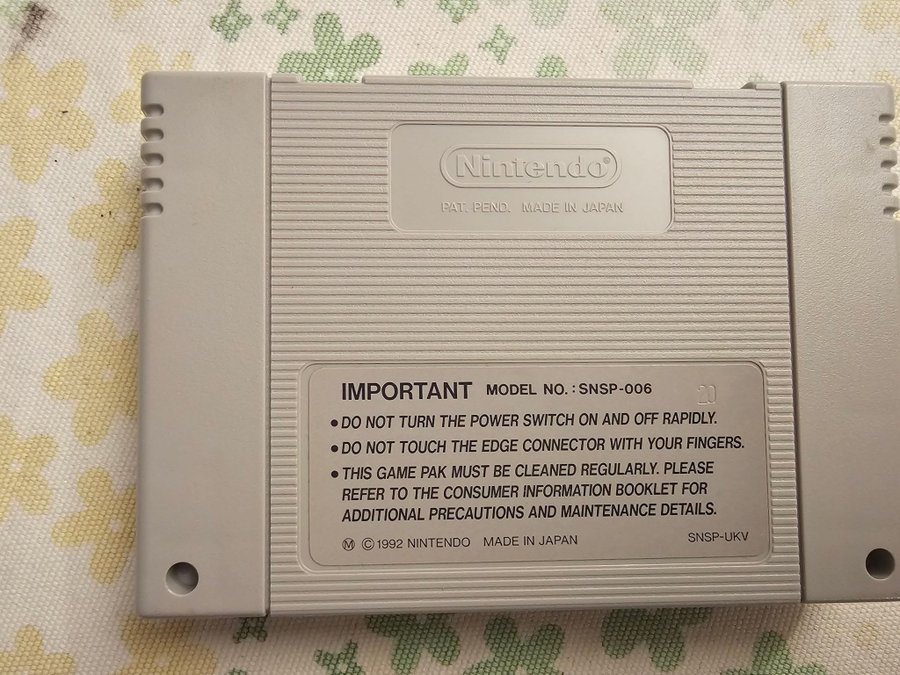 Nintendo®
PAT. PEND. MADE IN JAPAN
IMPORTANT MODEL NO. : SNSP-006
20
• DO NOT TURN THE POWER SWITCH ON AND OFF RAPIDLY.
• DO NOT TOUCH THE EDGE CONNECTOR WITH YOUR FINGERS.
• THIS GAME PAK MUST BE CLEANED REGULARLY. PLEASE
REFER TO THE CONSUMER INFORMATION BOOKLET FOR
ADDITIONAL PRECAUTIONS AND MAINTENANCE DETAILS.
Ⓜ ©1992 NINTENDO MADE IN JAPAN SNSP-UKV